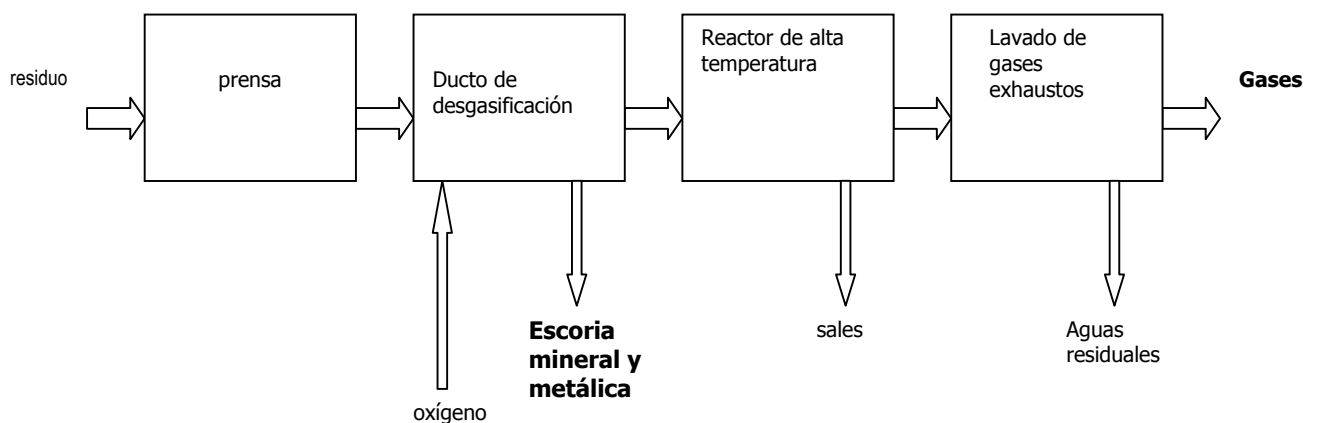 residuo
prensa
Ducto de
desgasificación
Reactor de alta
temperatura
Lavado de
gases
exhaustos
Gases
Escoria
mineral y
metálica
sales
Aguas
residuales
oxígeno